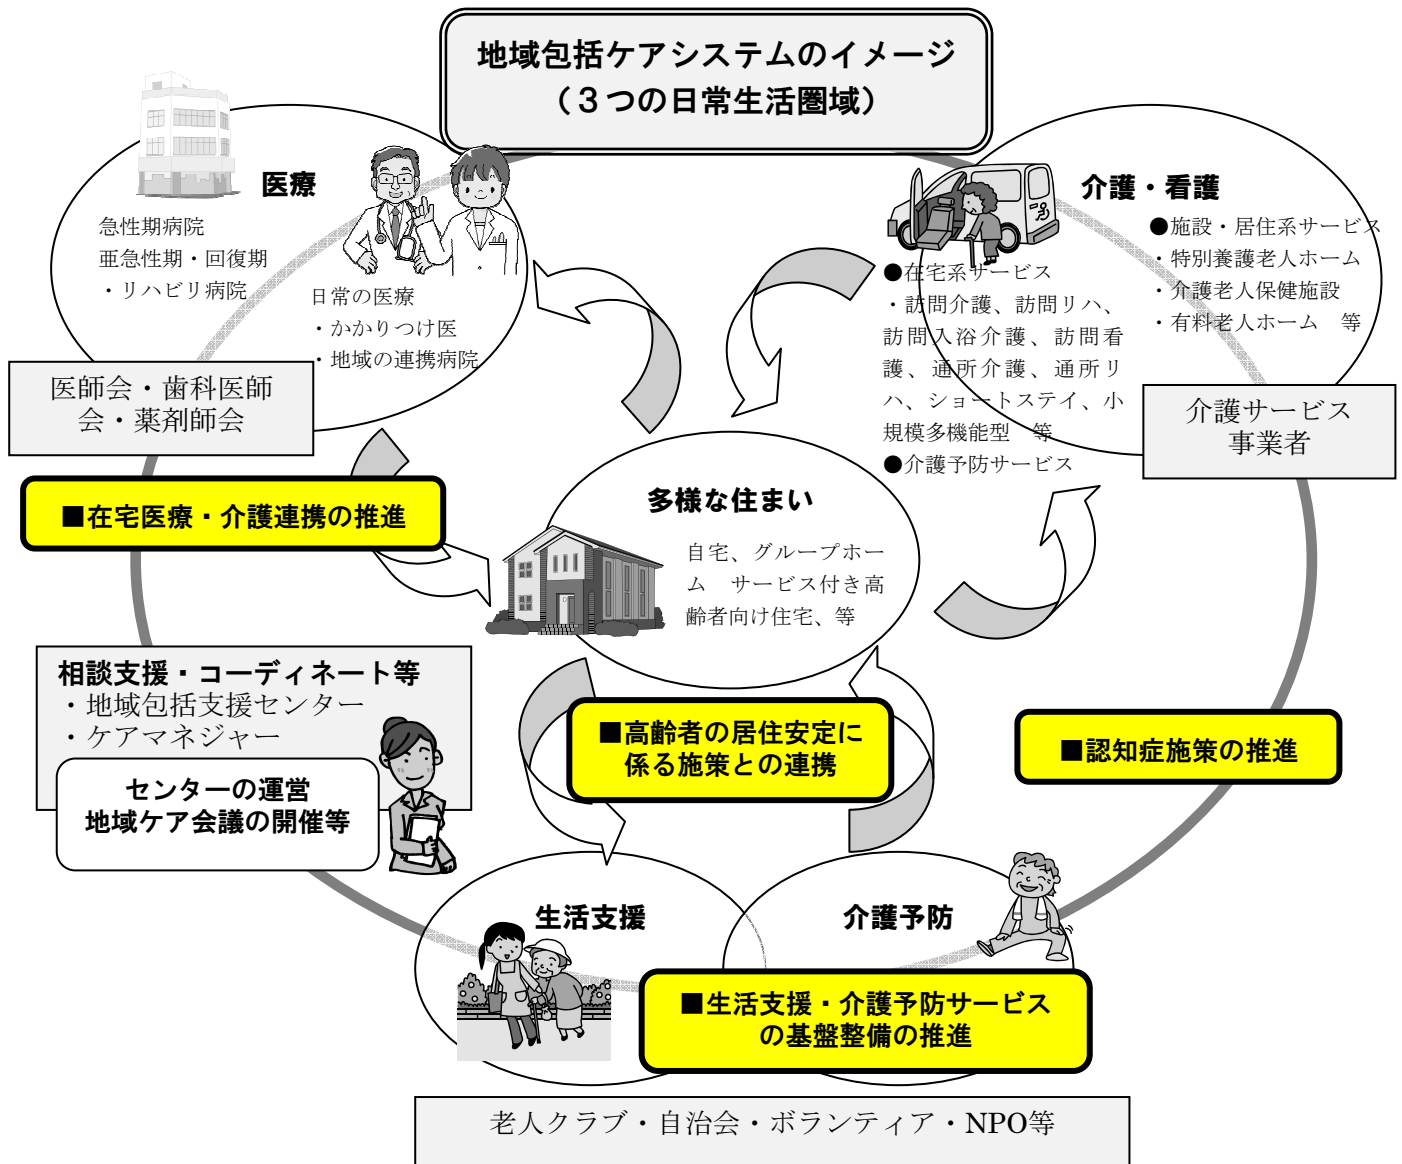 地域包括ケアシステムのイメージ
（３つの日常生活圏域）
医療
急性期病院
亜急性期・回復期
・リハビリ病院
日常の医療
・かかりつけ医
・地域の連携病院
医師会・歯科医師
会・薬剤師会
介護・看護
●施設・居住系サービス
・特別養護老人ホーム
・介護老人保健施設
・有料老人ホーム　等
●在宅系サービス
・訪問介護、訪問リハ、
訪問入浴介護、訪問看
護、通所介護、通所リ
ハ、ショートステイ、小
規模多機能型　等
●介護予防サービス
介護サービス
事業者
■在宅医療・介護連携の推進
多様な住まい
自宅、グループホー
ム　サービス付き高
齢者向け住宅、等
相談支援・コーディネート等
・地域包括支援センター
・ケアマネジャー
センターの運営
地域ケア会議の開催等
■高齢者の居住安定に
係る施策との連携
■認知症施策の推進
生活支援
介護予防
■生活支援・介護予防サービス
の基盤整備の推進
老人クラブ・自治会・ボランティア・NPO等